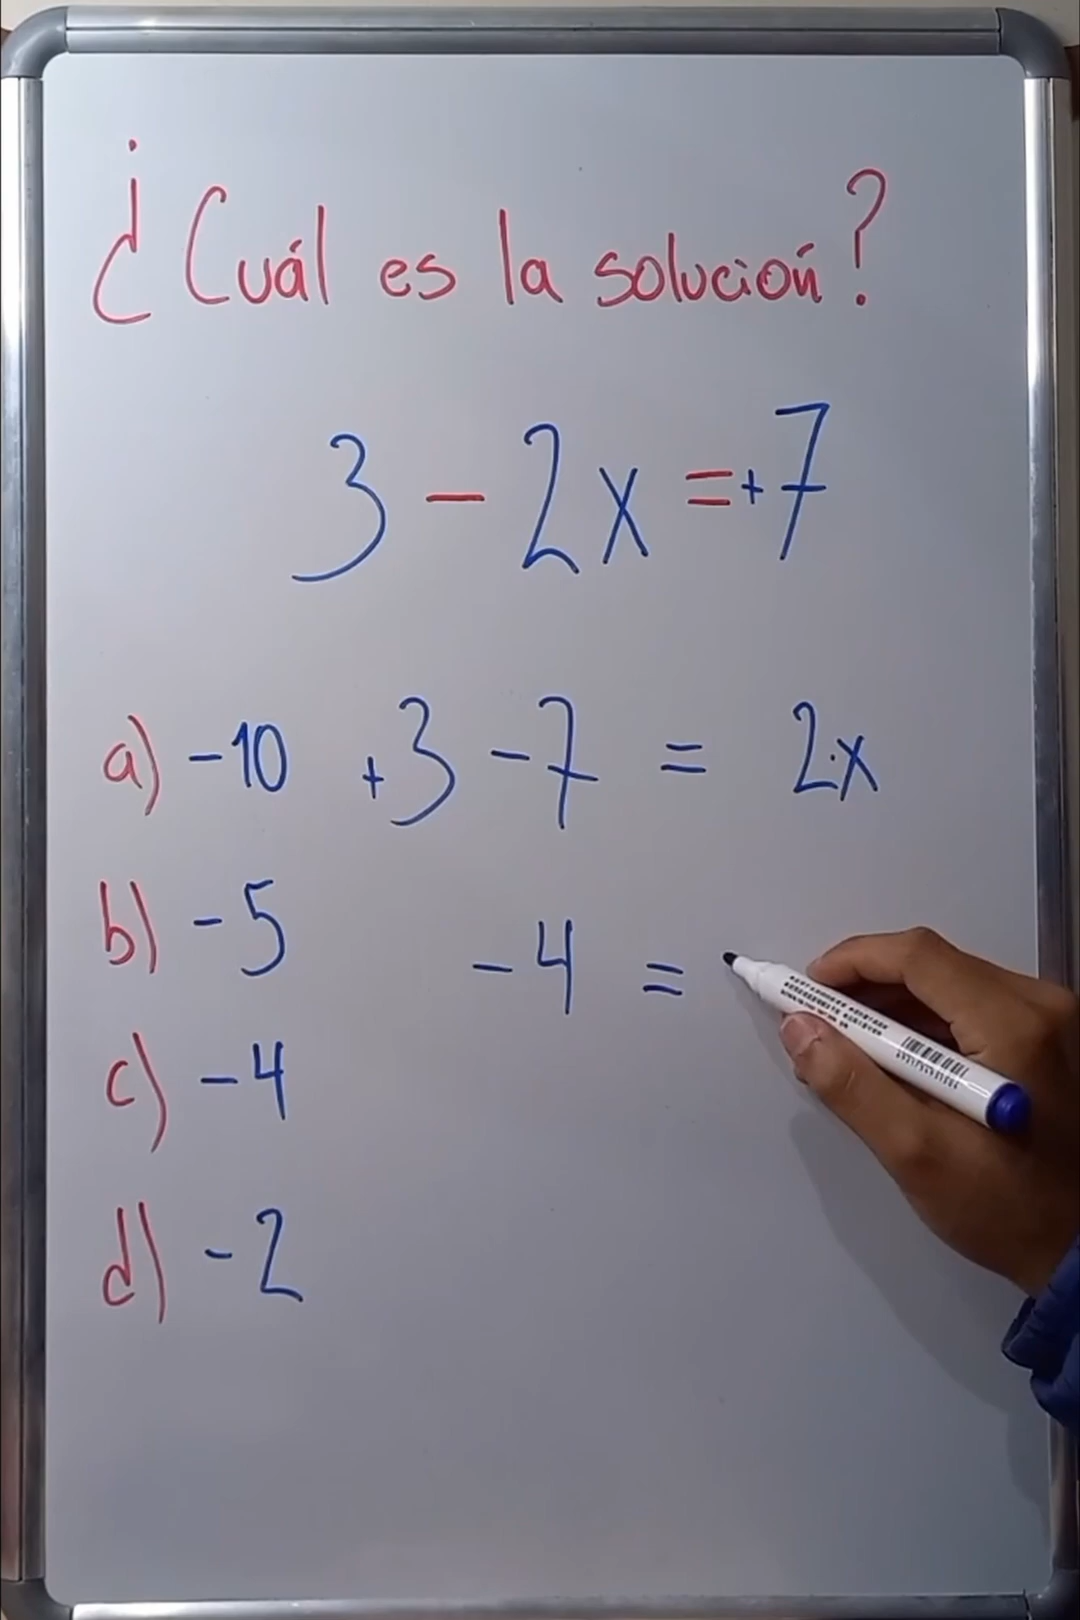 ¿Cuál es la solución?
3 - 2x = +7
a) -10 +3 - 7 = 2·x
b) -5
-4 =
c) -4
d) -2